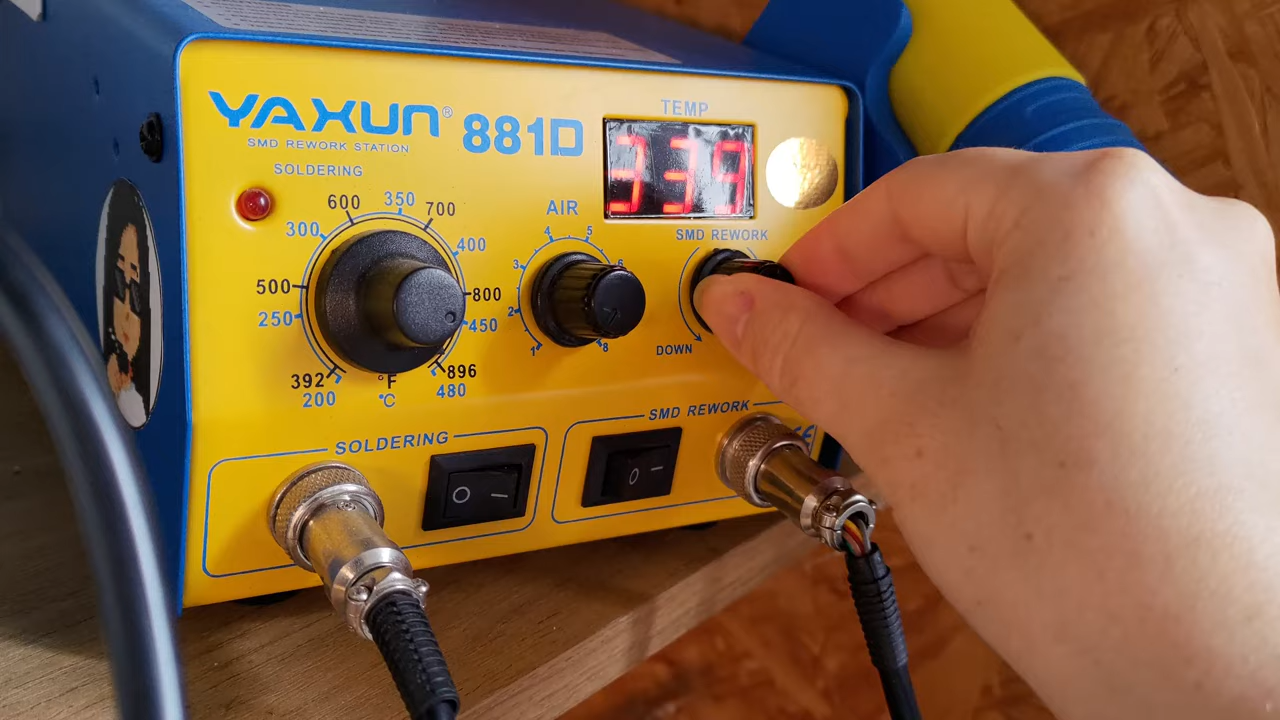 YAXUN®
881D
SMD REWORK STATION
TEMP
339
SOLDERING
600 350 700
300 400
500 800
250 450
392 °F 896
200 °C 480
AIR
4 5
3 6
2
1 8
SMD REWORK
DOWN
SOLDERING
O —
SMD REWORK
O —
CE